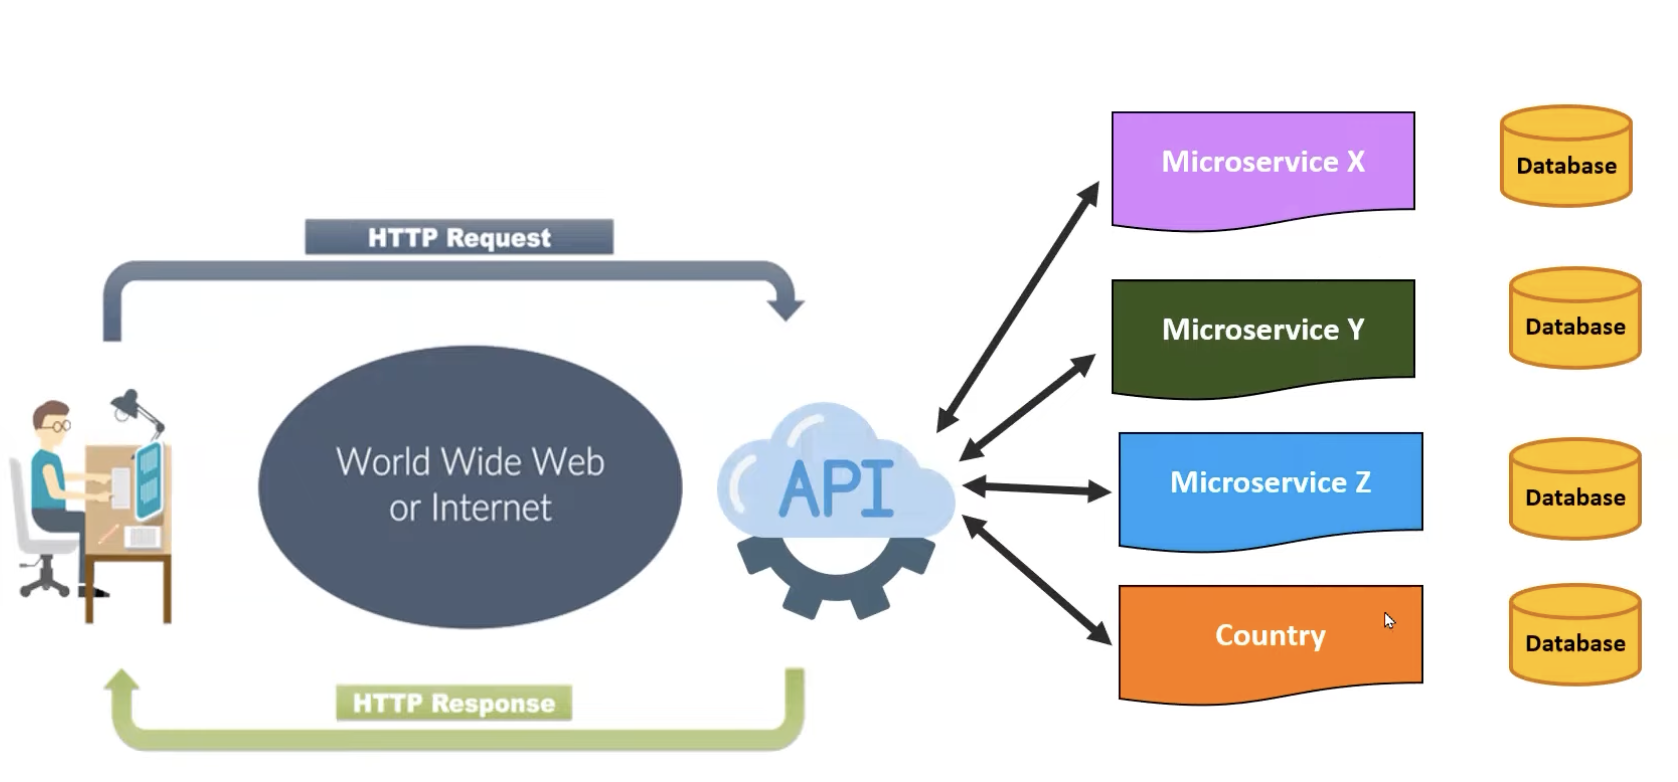 HTTP Request
World Wide Web
or Internet
HTTP Response
API
Microservice X
Database
Microservice Y
Database
Microservice Z
Database
Country
Database